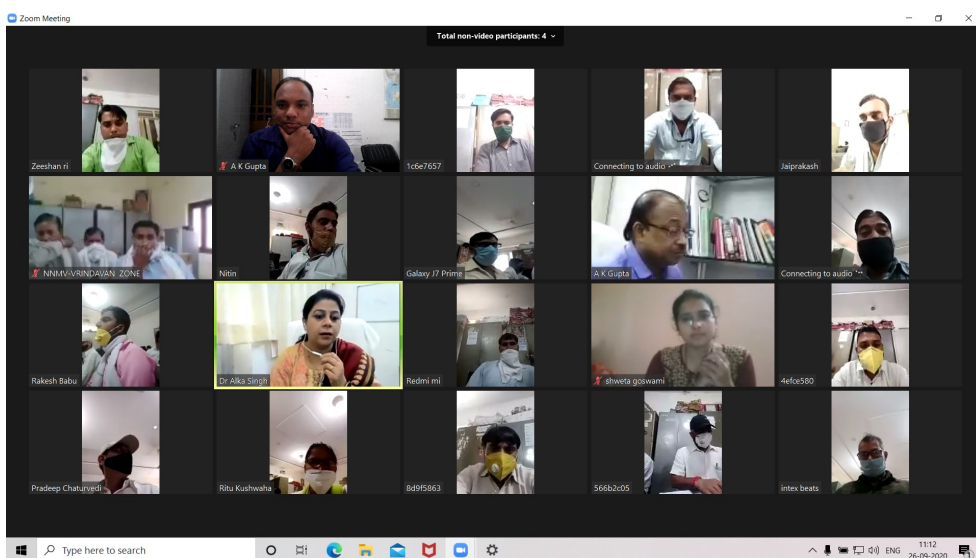 Zoom Meeting
Total non-video participants: 4
Zeeshan ri
A K Gupta
1c6e7657
Connecting to audio ...
Jaiprakash
NNMV-VRINDAVAN ZONE
Nitin
Galaxy J7 Prime
A K Gupta
Connecting to audio ...
Rakesh Babu
Dr Alka Singh
Redmi mi
shweta goswami
4efce580
Pradeep Chaturvedi
Ritu Kushwaha
8d9f5863
566b2c05
intex beats
Type here to search
ENG
11:12
26-09-2020